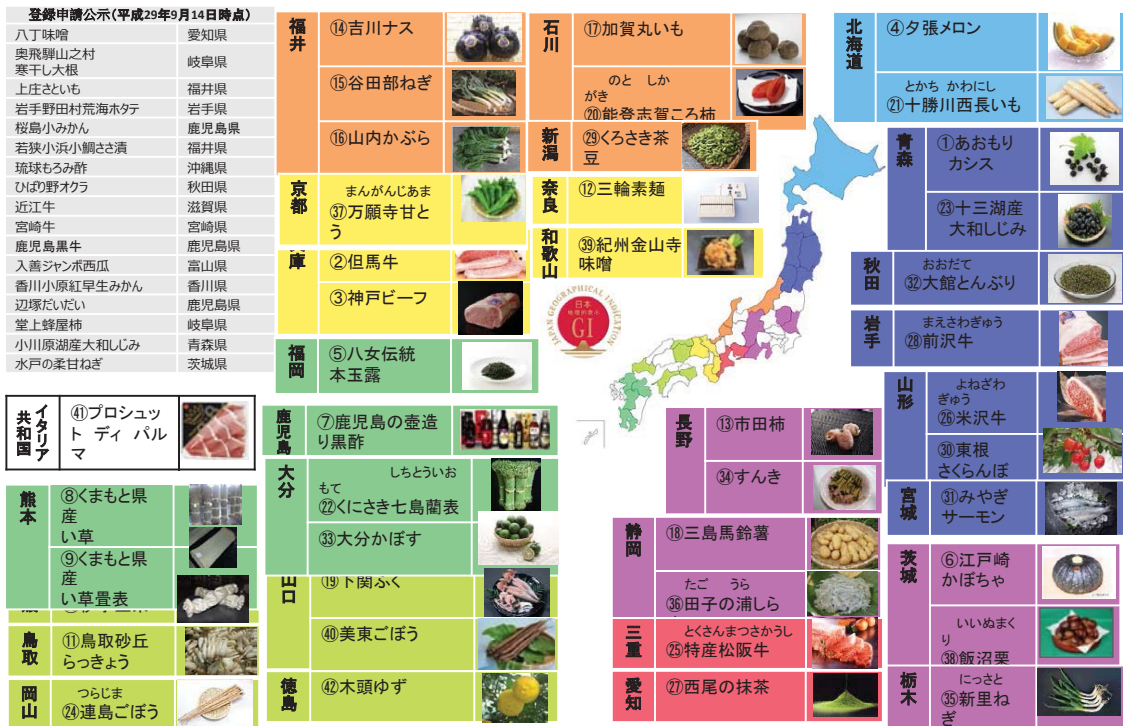 登録申請公示(平成29年9月14日時点)
八丁味噌 愛知県
奥飛騨山之村
寒干し大根 岐阜県
上庄さといも 福井県
岩手野田村荒海ホタテ 岩手県
桜島小みかん 鹿児島県
若狭小浜小鯛ささ漬 福井県
琉球もろみ酢 沖縄県
ひばり野オクラ 秋田県
近江牛 滋賀県
宮崎牛 宮崎県
鹿児島黒牛 鹿児島県
入善ジャンボ西瓜 富山県
香川小原紅早生みかん 香川県
辺塚だいだい 鹿児島県
堂上蜂屋柿 岐阜県
小川原湖産大和しじみ 青森県
水戸の柔甘ねぎ 茨城県
イタリア
共和国
㊶プロシュッ
ト ディ パル
マ
熊本
⑧くまもと県
産
い草
⑨くまもと県
産
い草畳表
鳥取
⑪鳥取砂丘
らっきょう
岡山
つらじま
㉔連島ごぼう
福井
⑭吉川ナス
⑮谷田部ねぎ
⑯山内かぶら
京都
まんがんじあま
㊲万願寺甘と
う
庫
②但馬牛
③神戸ビーフ
福岡
⑤八女伝統
本玉露
鹿児島
⑦鹿児島の壺造
り黒酢
大分
しちとういお
もて
㉒くにさき七島藺表
㉝大分かぼす
山口
⑲下関ふく
㊵美東ごぼう
徳島
㊷木頭ゆず
石川
⑰加賀丸いも
のと しか
がき
⑳能登志賀ころ柿
新潟
㉙くろさき茶
豆
奈良
⑫三輪素麺
和歌山
㊴紀州金山寺
味噌
JAPAN GEOGRAPHICAL INDICATION
日本
地理的表示
GI
長野
⑬市田柿
㉞すんき
静岡
⑱三島馬鈴薯
たご うら
㊱田子の浦しら
三重
とくさんまつさかうし
㉕特産松阪牛
愛知
㉗西尾の抹茶
北海道
④夕張メロン
とかち かわにし
㉑十勝川西長いも
青森
①あおもり
カシス
㉓十三湖産
大和しじみ
秋田
おおだて
㉜大館とんぶり
岩手
まえさわぎゅう
㉘前沢牛
山形
よねざわ
ぎゅう
㉖米沢牛
㉚東根
さくらんぼ
宮城
㉛みやぎ
サーモン
茨城
⑥江戸崎
かぼちゃ
いいぬまく
り
㊳飯沼栗
栃木
にっさと
㉟新里ね
ぎ